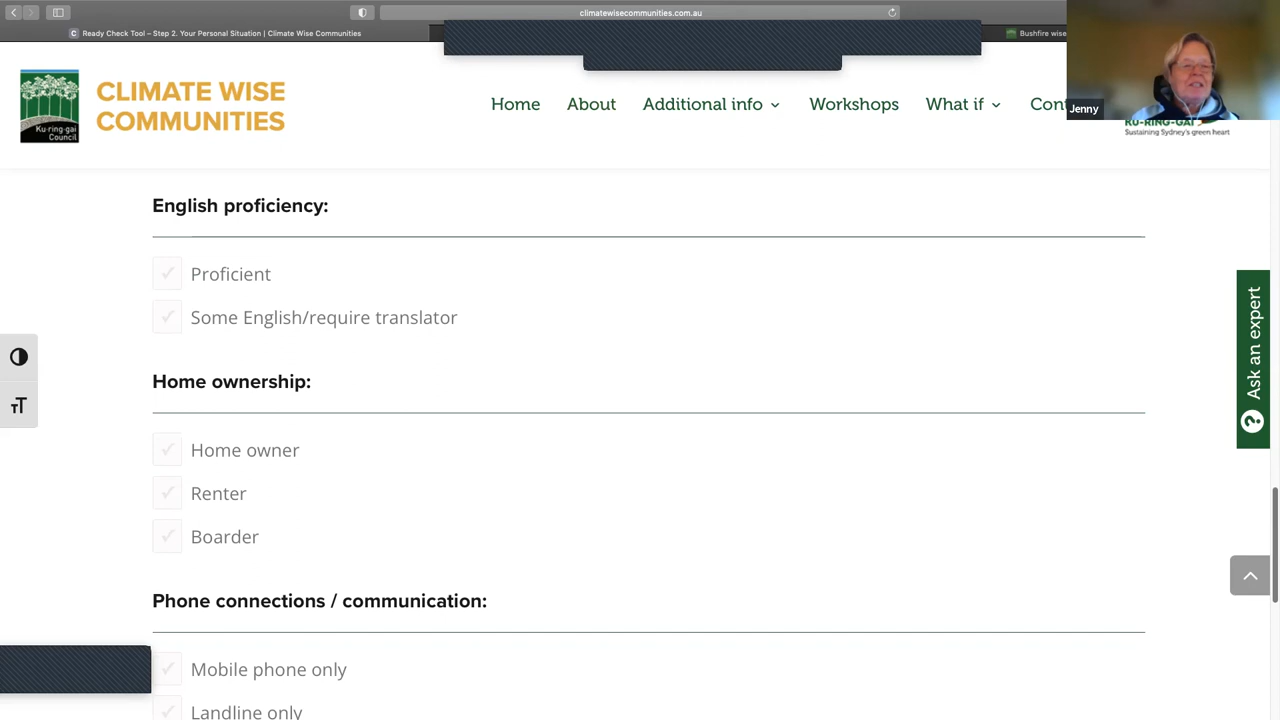 climatewisecommunities.com.au
Ready Check Tool – Step 2. Your Personal Situation | Climate Wise Communities
Bushfire wise
Ku-ring-gai
Council
CLIMATE WISE
COMMUNITIES
Home About Additional info Workshops What if Cont
Jenny
KU-RING-GAI
Sustaining Sydney's green heart
English proficiency:
Proficient
Some English/require translator
Ask an expert
Home ownership:
Home owner
Renter
Boarder
Phone connections / communication:
Mobile phone only
Landline only